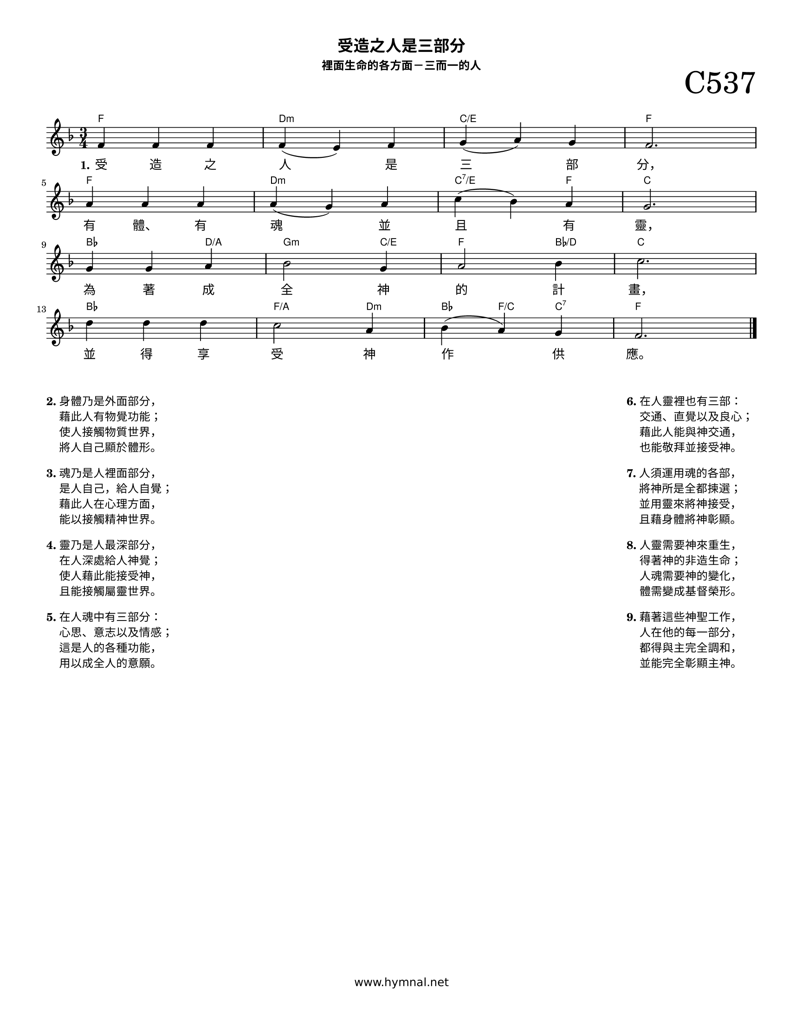 受造之人是三部分
裡面生命的各方面－三而一的人
C537
F Dm C/E F
1. 受 造 之 人 是 三 部 分，
5 F Dm C7/E F C
有 體、 有 魂 並 且 有 靈，
9 B♭ D/A Gm C/E F B♭/D C
為 著 成 全 神 的 計 畫，
13 B♭ F/A Dm B♭ F/C C7 F
並 得 享 受 神 作 供 應。
2. 身體乃是外面部分，
藉此人有物覺功能；
使人接觸物質世界，
將人自己顯於體形。
3. 魂乃是人裡面部分，
是人自己，給人自覺；
藉此人在心理方面，
能以接觸精神世界。
4. 靈乃是人最深部分，
在人深處給人神覺；
使人藉此能接受神，
且能接觸屬靈世界。
5. 在人魂中有三部分：
心思、意志以及情感；
這是人的各種功能，
用以成全人的意願。
6. 在人靈裡也有三部：
交通、直覺以及良心；
藉此人能與神交通，
也能敬拜並接受神。
7. 人須運用魂的各部，
將神所是全都揀選；
並用靈來將神接受，
且藉身體將神彰顯。
8. 人靈需要神來重生，
得著神的非造生命；
人魂需要神的變化，
體需變成基督榮形。
9. 藉著這些神聖工作，
人在他的每一部分，
都得與主完全調和，
並能完全彰顯主神。
www.hymnal.net